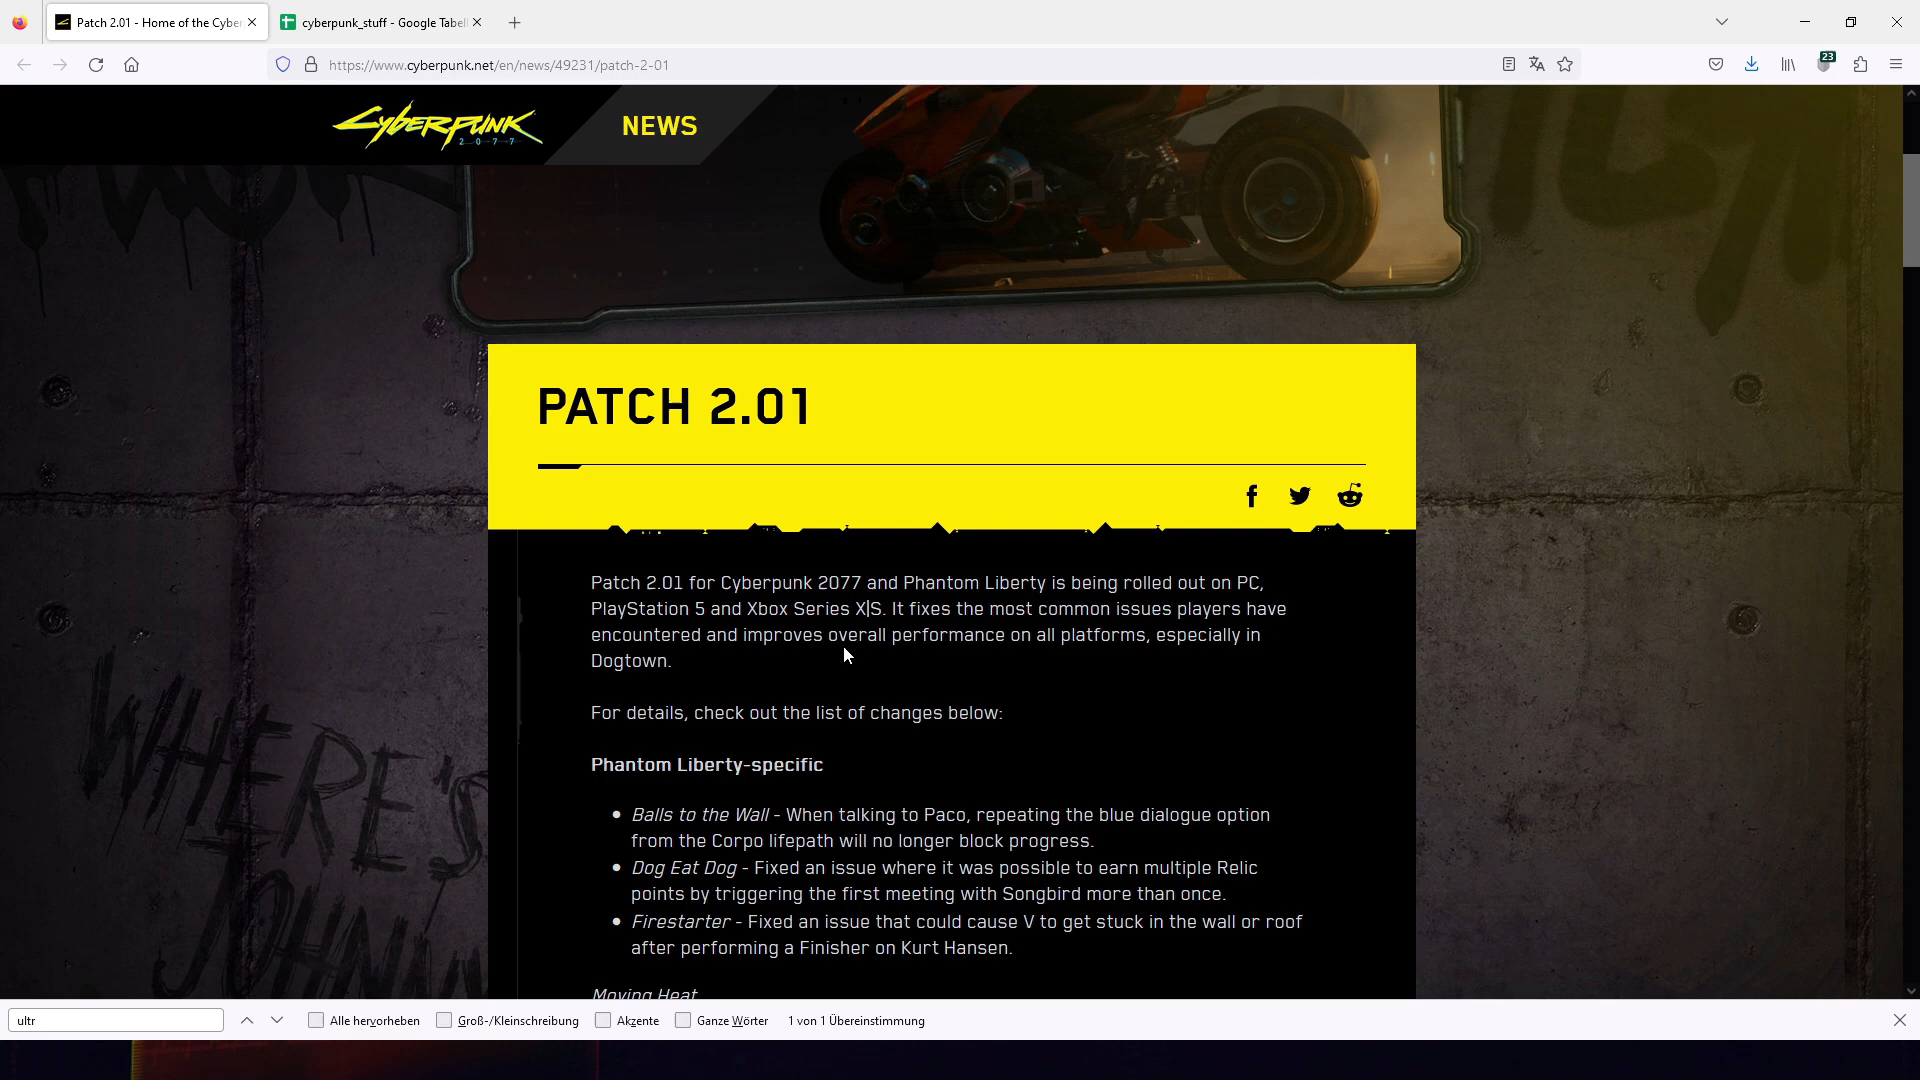 Patch 2.01 - Home of the Cyber
cyberpunk_stuff - Google Tabell
https://www.cyberpunk.net/en/news/49231/patch-2-01
23
Cyberpunk
2077
NEWS
PATCH 2.01
Patch 2.01 for Cyberpunk 2077 and Phantom Liberty is being rolled out on PC,
PlayStation 5 and Xbox Series X|S. It fixes the most common issues players have
encountered and improves overall performance on all platforms, especially in
Dogtown.
For details, check out the list of changes below:
Phantom Liberty-specific
• Balls to the Wall - When talking to Paco, repeating the blue dialogue option
from the Corpo lifepath will no longer block progress.
• Dog Eat Dog - Fixed an issue where it was possible to earn multiple Relic
points by triggering the first meeting with Songbird more than once.
• Firestarter - Fixed an issue that could cause V to get stuck in the wall or roof
after performing a Finisher on Kurt Hansen.
Moving Heat
WHERE'S
JOHNNY
ultr
Alle hervorheben
Groß-/Kleinschreibung
Akzente
Ganze Wörter
1 von 1 Übereinstimmung